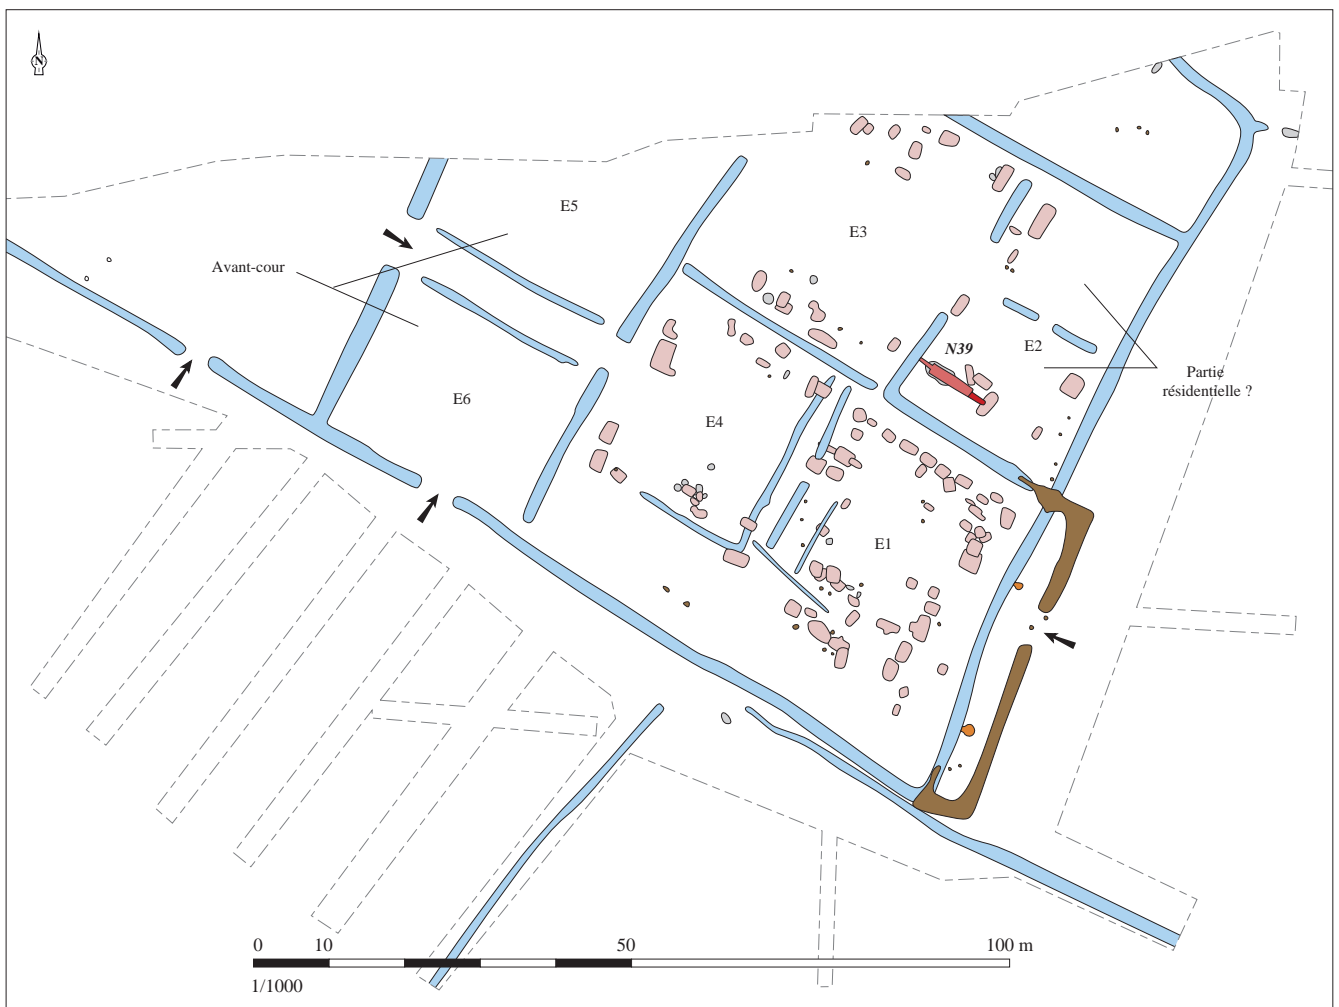 N
E5
E3
Avant-cour
N39
E2
Partie
résidentielle ?
E6
E4
E1
0 10 50 100 m
1/1000